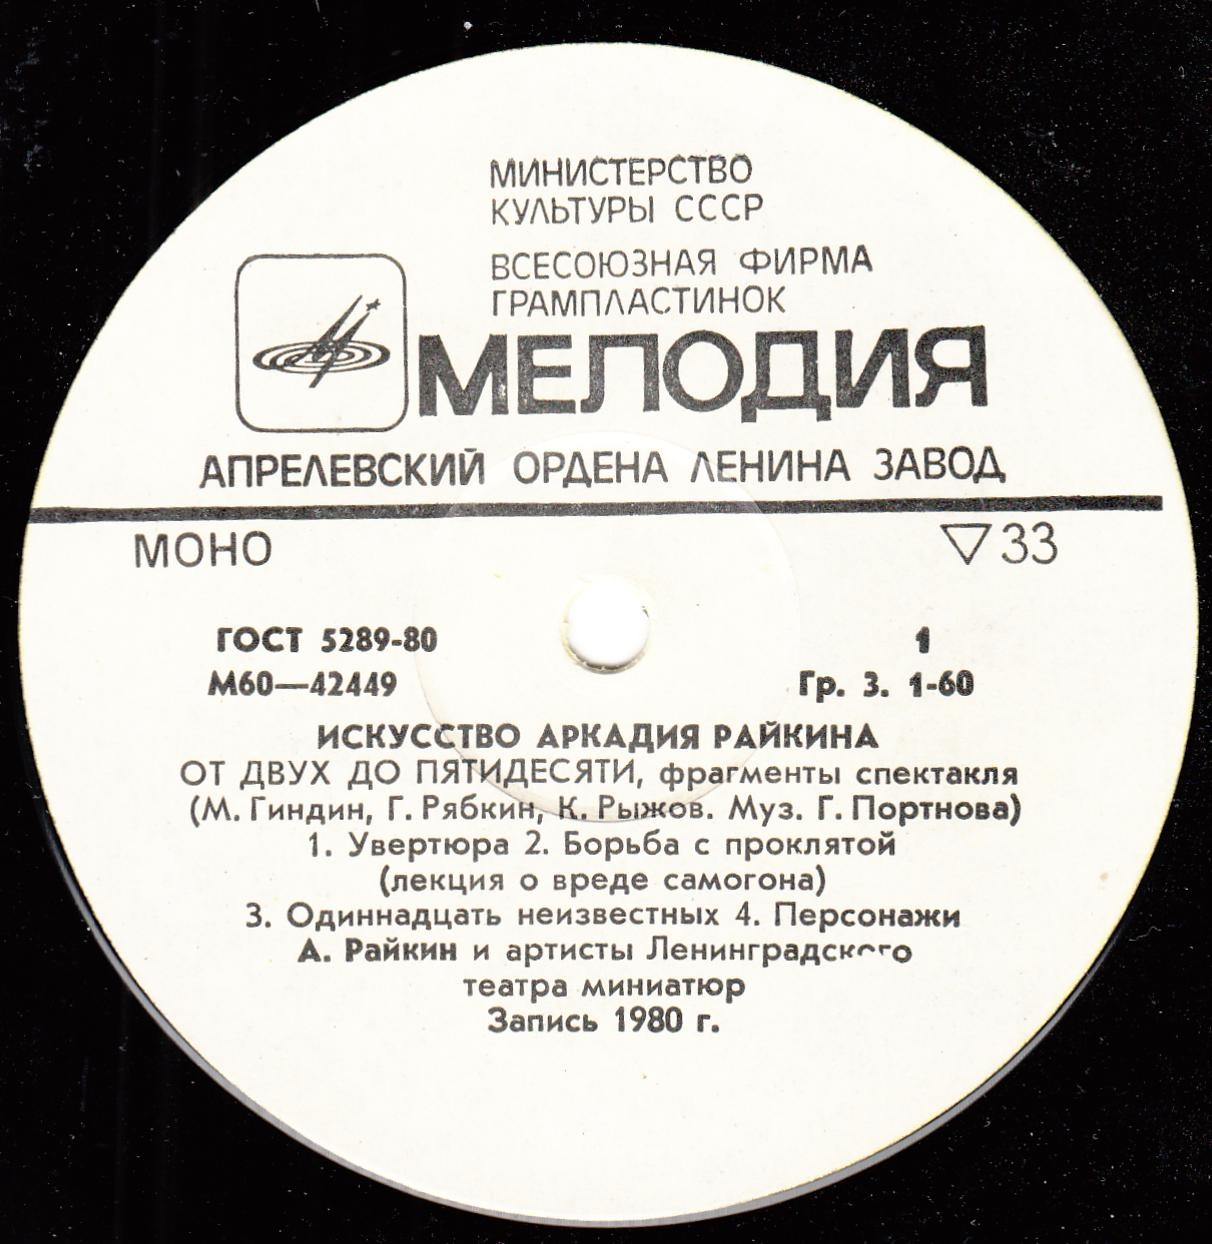 МИНИСТЕРСТВО
КУЛЬТУРЫ СССР
ВСЕСОЮЗНАЯ ФИРМА
ГРАМПЛАСТИНОК
МЕЛОДИЯ
АПРЕЛЕВСКИЙ ОРДЕНА ЛЕНИНА ЗАВОД
МОНО ▽33
ГОСТ 5289-80 1
М60—42449 Гр. 3. 1-60
ИСКУССТВО АРКАДИЯ РАЙКИНА
ОТ ДВУХ ДО ПЯТИДЕСЯТИ, фрагменты спектакля
(М. Гиндин, Г. Рябкин, К. Рыжов. Муз. Г. Портнова)
1. Увертюра 2. Борьба с проклятой
(лекция о вреде самогона)
3. Одиннадцать неизвестных 4. Персонажи
А. Райкин и артисты Ленинградского
театра миниатюр
Запись 1980 г.